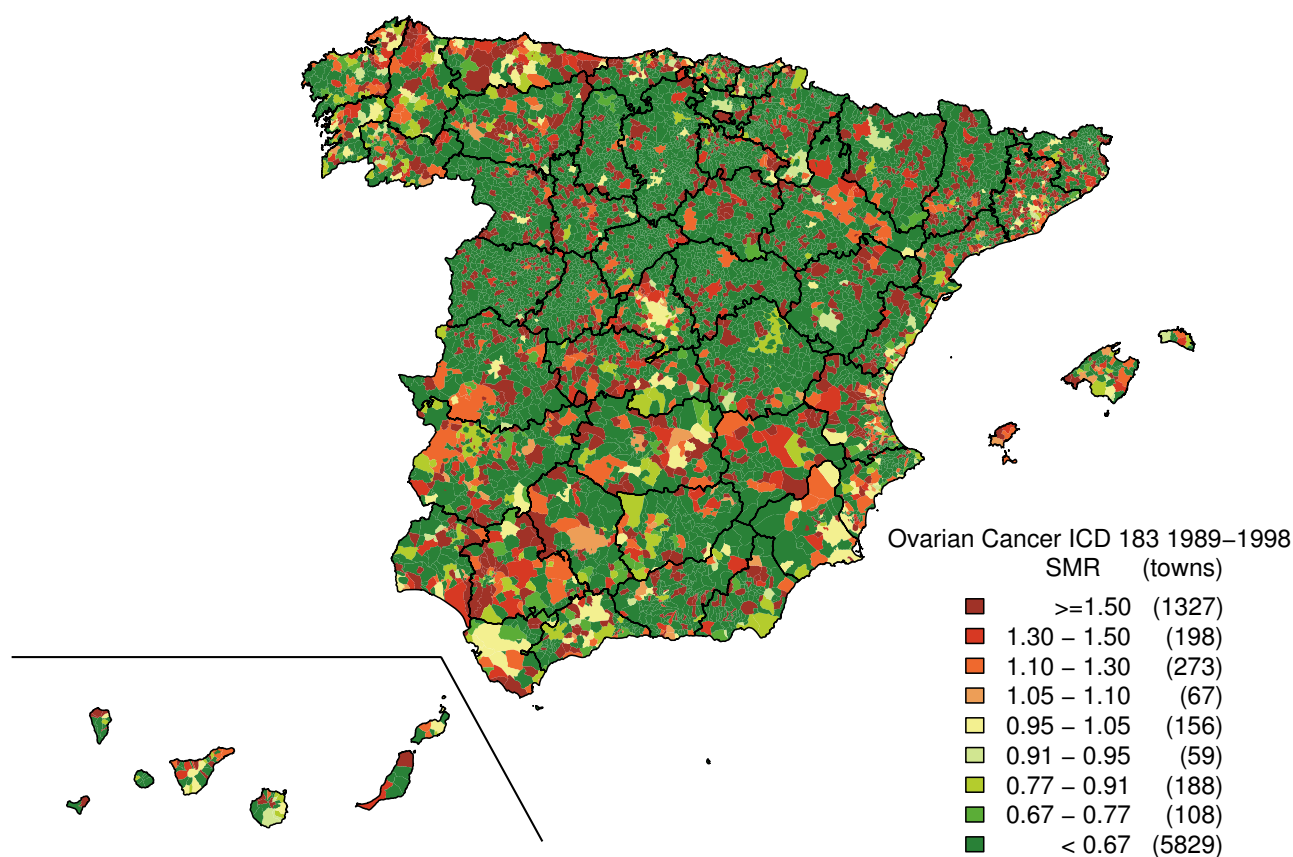 Ovarian Cancer ICD 183 1989−1998
SMR (towns)
>=1.50 (1327)
1.30 − 1.50 (198)
1.10 − 1.30 (273)
1.05 − 1.10 (67)
0.95 − 1.05 (156)
0.91 − 0.95 (59)
0.77 − 0.91 (188)
0.67 − 0.77 (108)
< 0.67 (5829)